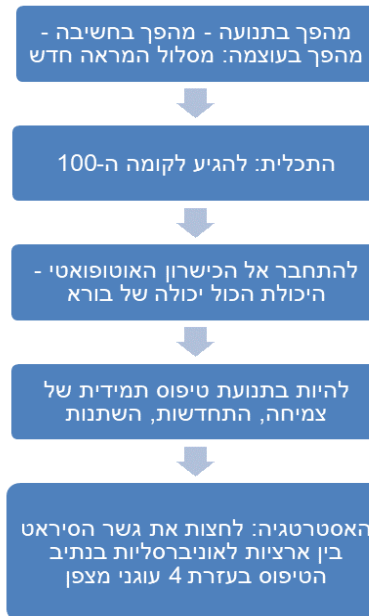 מהפך בתנועה - מהפך בחשיבה -
מהפך בעוצמה: מסלול המראה חדש
התכלית: להגיע לקומה ה-100
להתחבר אל הכישרון האוטופואטי -
היכולת הכול יכולה של בורא
להיות בתנועת טיפוס תמידית של
צמיחה, התחדשות, השתנות
האסטרטגיה: לחצות את גשר הסיראט
בין ארציות לאוניברסליות בנתיב
הטיפוס בעזרת 4 עוגני מצפן